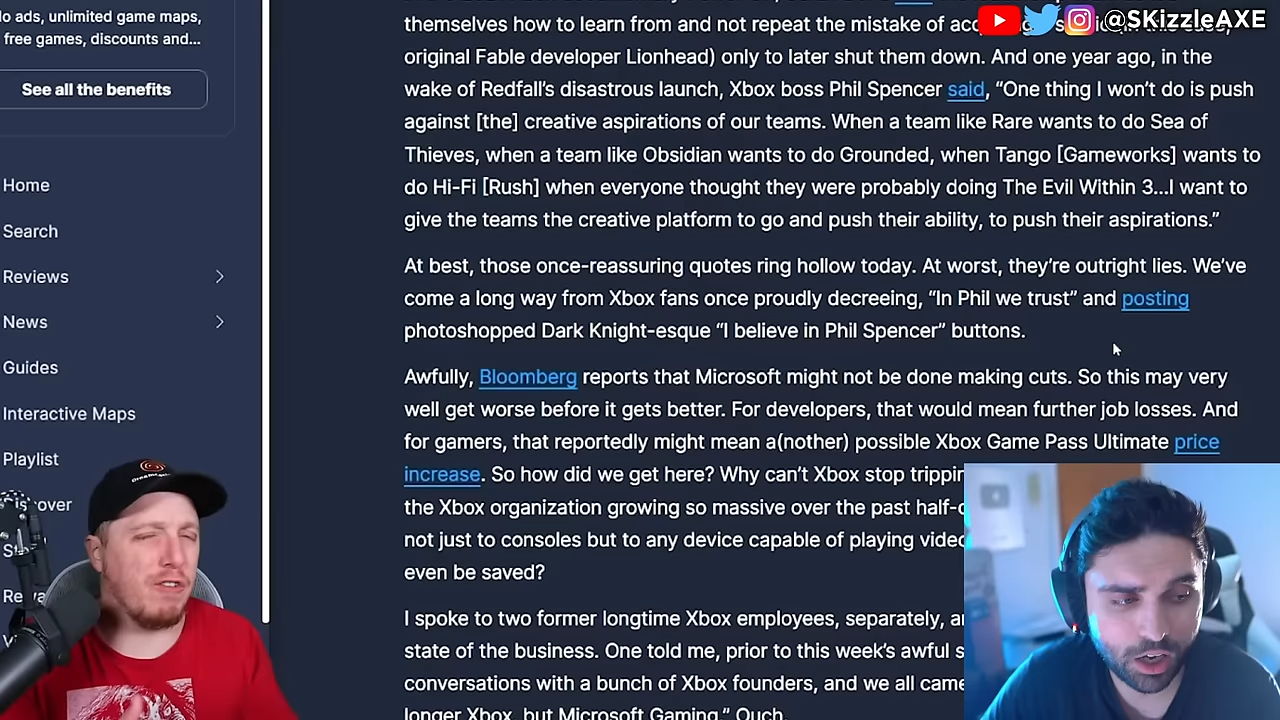 lo ads, unlimited game maps,
free games, discounts and...
See all the benefits
Home
Search
Reviews
News
Guides
Interactive Maps
Playlist
@SKizzleAXE
themselves how to learn from and not repeat the mistake of
original Fable developer Lionhead) only to later shut them down. And one year ago, in the
wake of Redfall's disastrous launch, Xbox boss Phil Spencer said, “One thing I won't do is push
against [the] creative aspirations of our teams. When a team like Rare wants to do Sea of
Thieves, when a team like Obsidian wants to do Grounded, when Tango [Gameworks] wants to
do Hi-Fi [Rush] when everyone thought they were probably doing The Evil Within 3...I want to
give the teams the creative platform to go and push their ability, to push their aspirations.”
At best, those once-reassuring quotes ring hollow today. At worst, they're outright lies. We've
come a long way from Xbox fans once proudly decreeing, “In Phil we trust” and posting
photoshopped Dark Knight-esque “I believe in Phil Spencer” buttons.
Awfully, Bloomberg reports that Microsoft might not be done making cuts. So this may very
well get worse before it gets better. For developers, that would mean further job losses. And
for gamers, that reportedly might mean a(nother) possible Xbox Game Pass Ultimate price
increase. So how did we get here? Why can't Xbox stop trippin
the Xbox organization growing so massive over the past half-
not just to consoles but to any device capable of playing vide
even be saved?
I spoke to two former longtime Xbox employees, separately,
state of the business. One told me, prior to this week's awful s
conversations with a bunch of Xbox founders, and we all came
longer Xbox, but Microsoft Gaming.” Ouch.